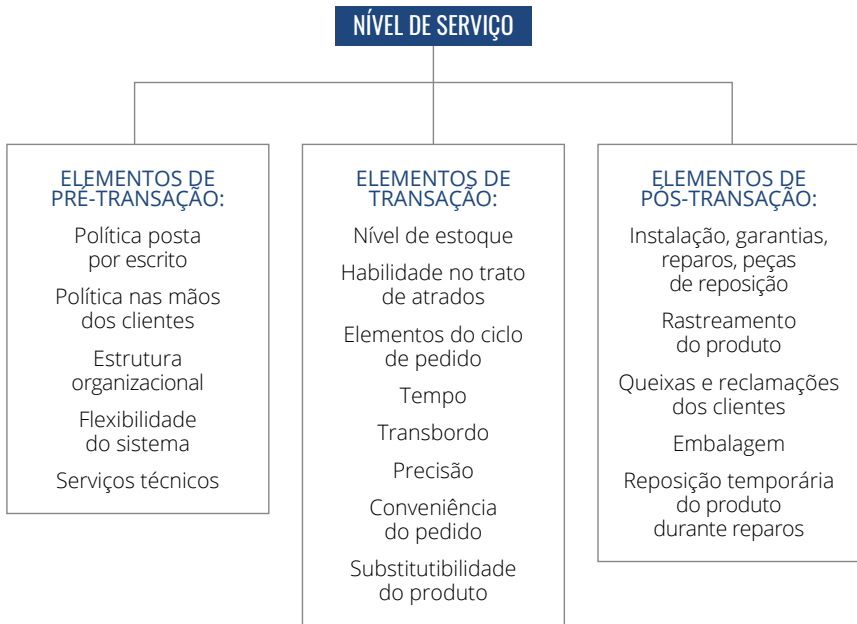 NÍVEL DE SERVIÇO
ELEMENTOS DE
PRÉ-TRANSAÇÃO:
Política posta
por escrito
Política nas mãos
dos clientes
Estrutura
organizacional
Flexibilidade
do sistema
Serviços técnicos
ELEMENTOS DE
TRANSAÇÃO:
Nível de estoque
Habilidade no trato
de atrados
Elementos do ciclo
de pedido
Tempo
Transbordo
Precisão
Conveniência
do pedido
Substitutibilidade
do produto
ELEMENTOS DE
PÓS-TRANSAÇÃO:
Instalação, garantias,
reparos, peças
de reposição
Rastreamento
do produto
Queixas e reclamações
dos clientes
Embalagem
Reposição temporária
do produto
durante reparos